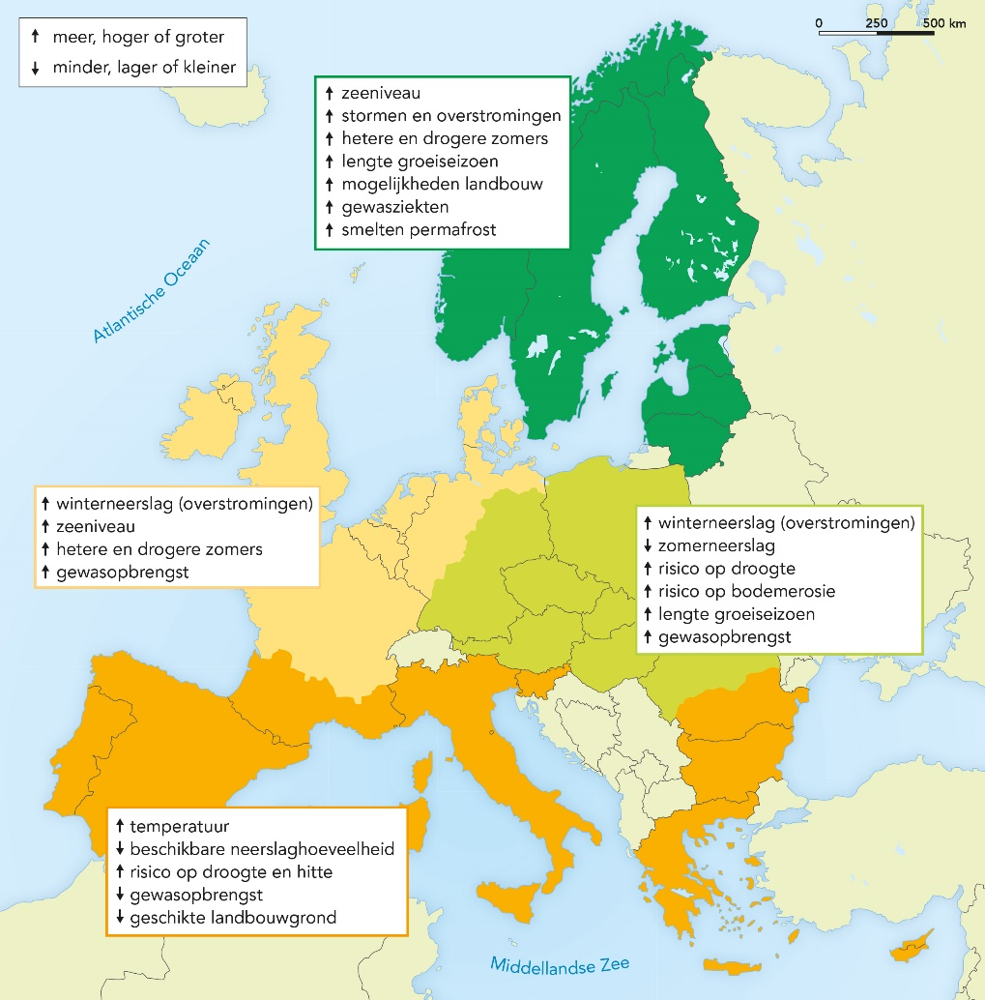 ↑ meer, hoger of groter
↓ minder, lager of kleiner
0 250 500 km
↑ zeeniveau
↑ stormen en overstromingen
↑ hetere en drogere zomers
↑ lengte groeiseizoen
↑ mogelijkheden landbouw
↑ gewasziekten
↑ smelten permafrost
Atlantische Oceaan
↑ winterneerslag (overstromingen)
↑ zeeniveau
↑ hetere en drogere zomers
↑ gewasopbrengst
↑ winterneerslag (overstromingen)
↓ zomerneerslag
↑ risico op droogte
↑ risico op bodemerosie
↑ lengte groeiseizoen
↑ gewasopbrengst
↑ temperatuur
↓ beschikbare neerslaghoeveelheid
↑ risico op droogte en hitte
↓ gewasopbrengst
↓ geschikte landbouwgrond
Middellandse Zee